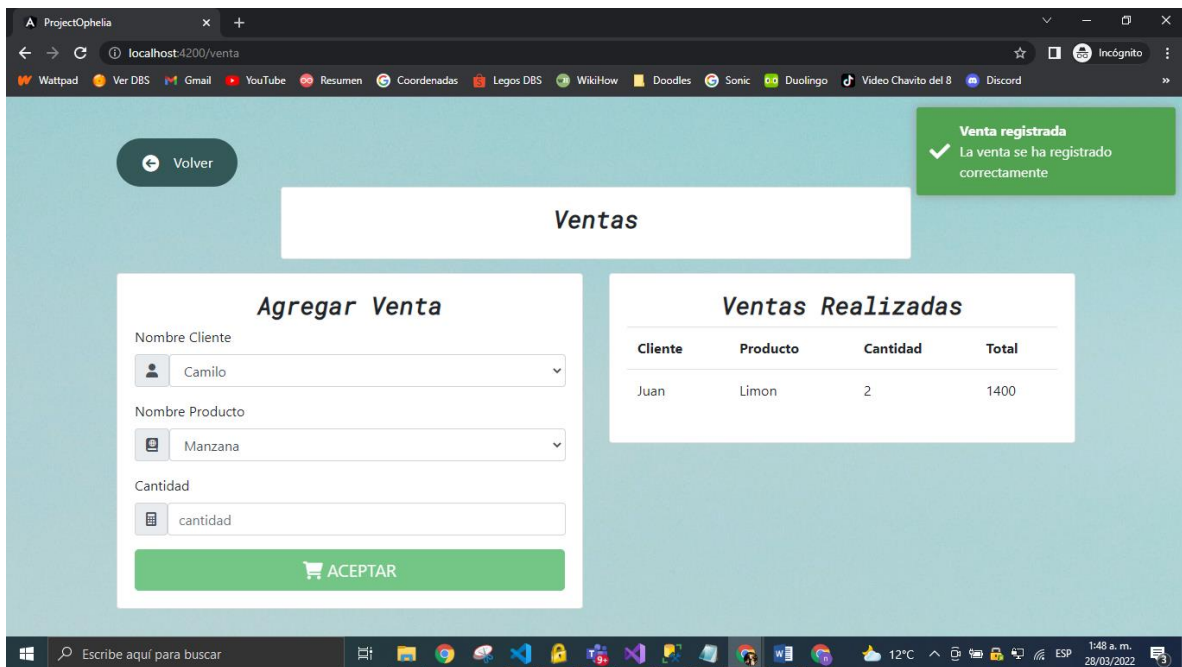 ProjectOphelia
localhost:4200/venta
Incógnito
Wattpad Ver DBS Gmail YouTube Resumen Coordenadas Legos DBS WikiHow Doodles Sonic Duolingo Video Chavito del 8 Discord »
Venta registrada
La venta se ha registrado
correctamente
Volver
Ventas
Agregar Venta
Nombre Cliente
Camilo
Nombre Producto
Manzana
Cantidad
cantidad
ACEPTAR
Ventas Realizadas
Cliente Producto Cantidad Total
Juan Limon 2 1400
Escribe aquí para buscar
12°C ESP 1:48 a. m.
28/03/2022